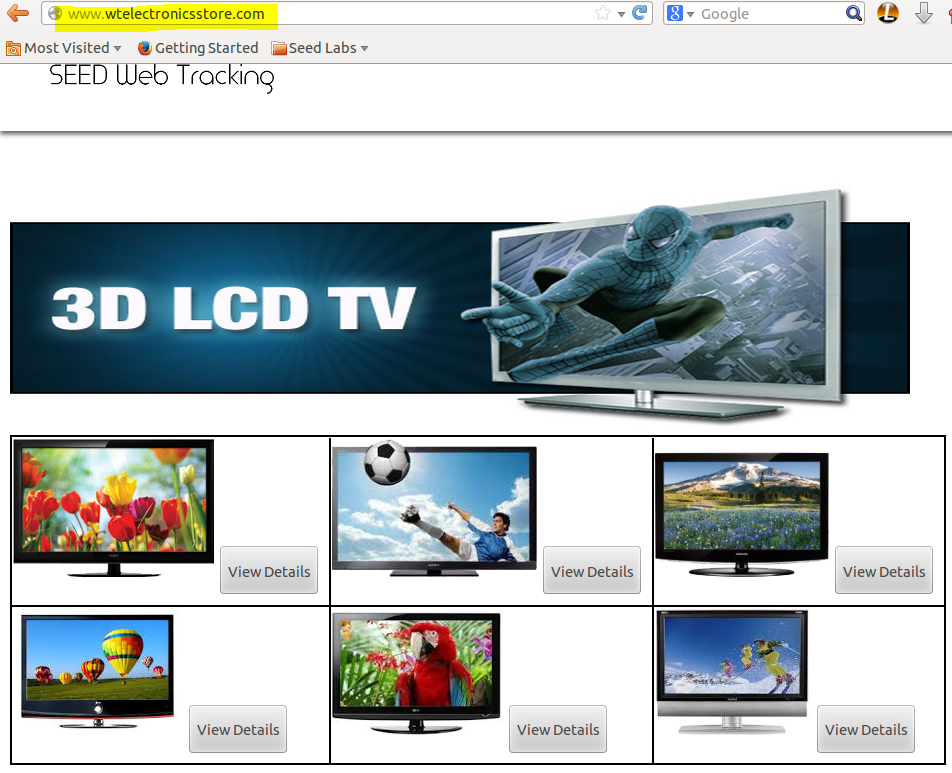 www.wtelectronicsstore.com
Google
Most Visited
Getting Started
Seed Labs
SEED Web Tracking
3D LCD TV
View Details
View Details
View Details
View Details
View Details
View Details